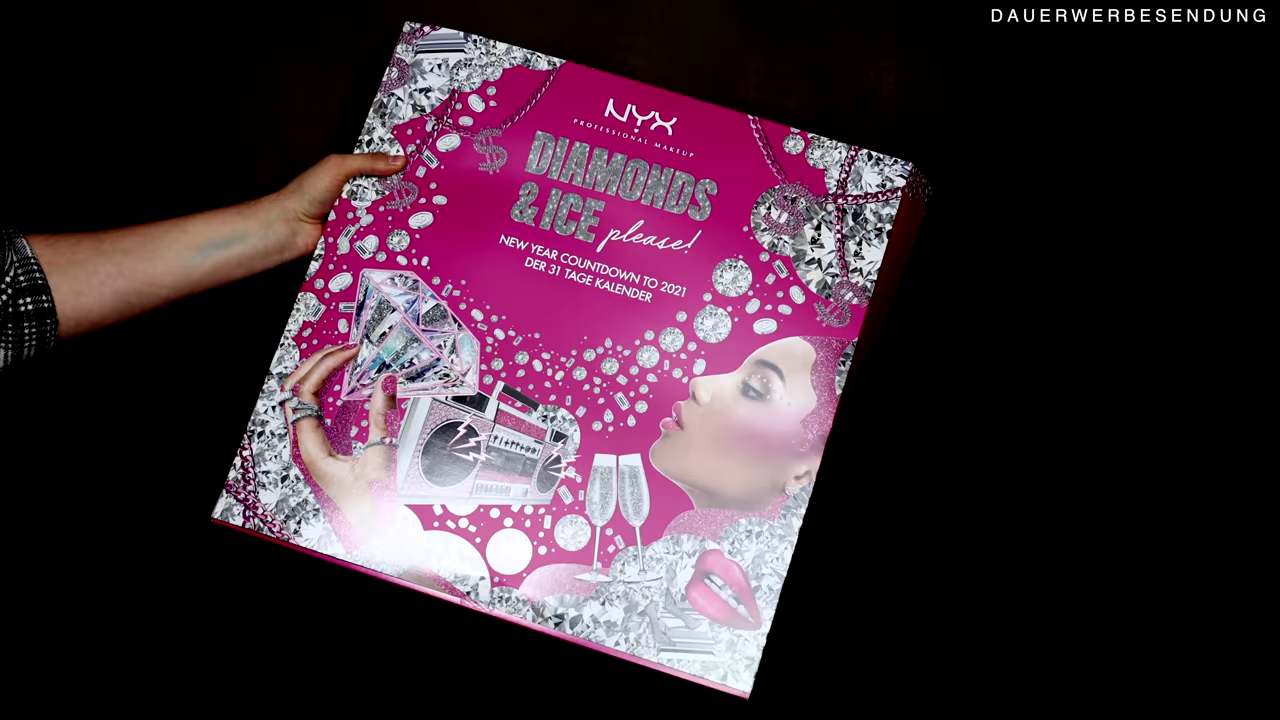 DAUERWERBESENDUNG
NYX
PROFESSIONAL MAKEUP
DIAMONDS
& ICE please!
NEW YEAR COUNTDOWN TO 2021
DER 31 TAGE KALENDER